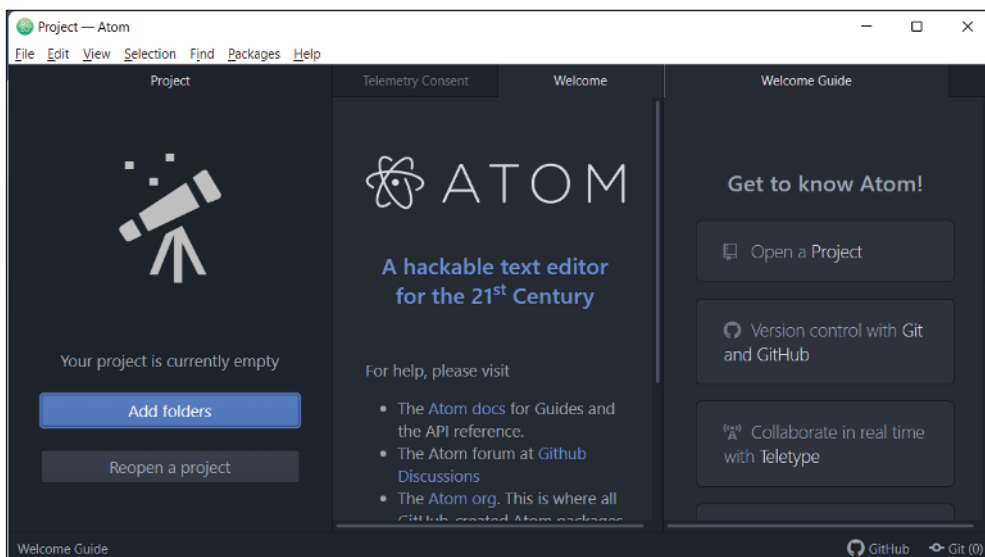 Project — Atom
File Edit View Selection Find Packages Help
Project
Your project is currently empty
Add folders
Reopen a project
Telemetry Consent
Welcome
ATOM
A hackable text editor
for the 21st Century
For help, please visit
• The Atom docs for Guides and
the API reference.
• The Atom forum at Github
Discussions
• The Atom org. This is where all
GitHub-created Atom packages
Welcome Guide
Get to know Atom!
Open a Project
Version control with Git
and GitHub
Collaborate in real time
with Teletype
Welcome Guide
GitHub
Git (0)